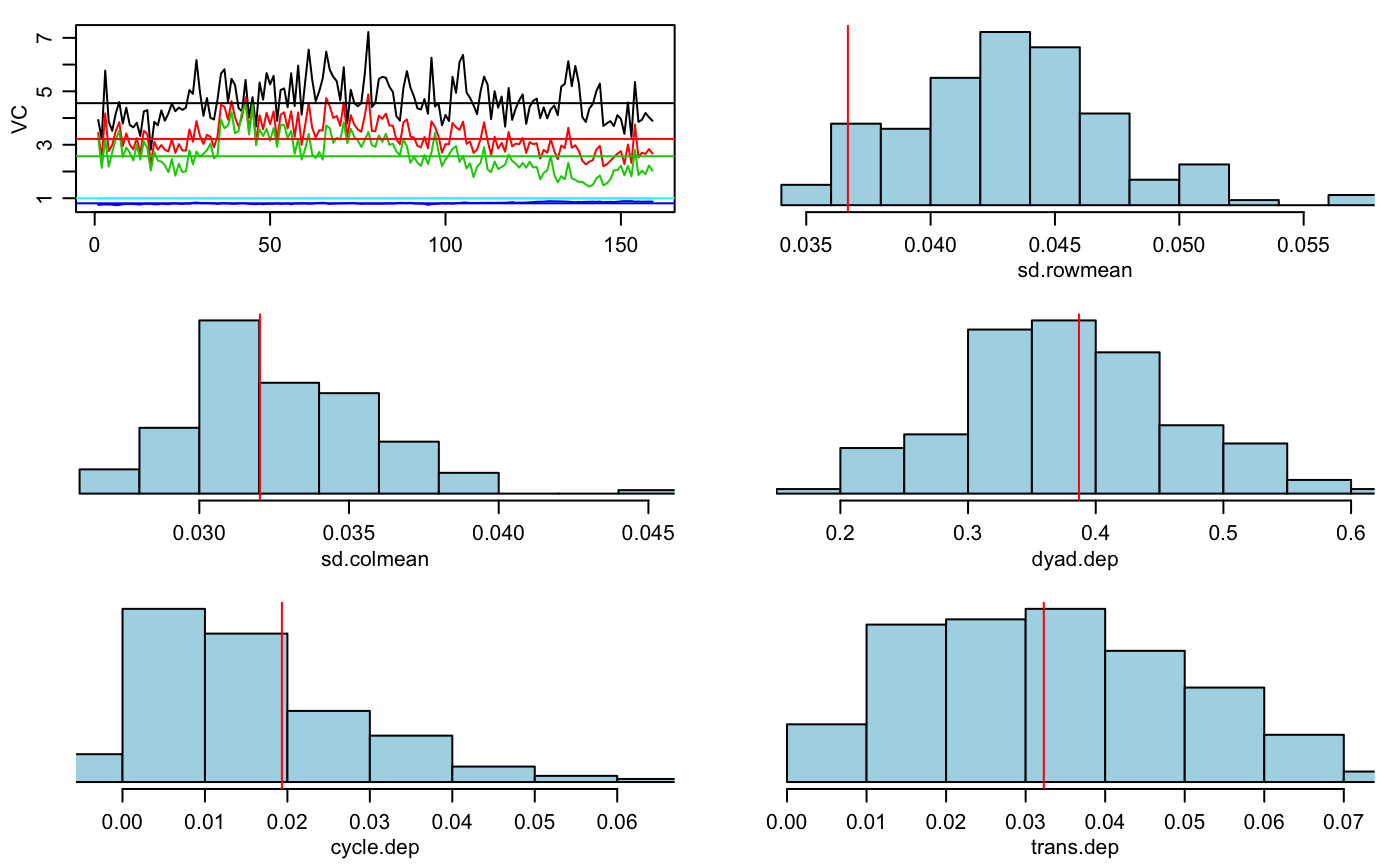 VC
7
5
3
1
0 50 100 150
0.035 0.040 0.045 0.050 0.055
sd.rowmean
0.030 0.035 0.040 0.045
sd.colmean
0.2 0.3 0.4 0.5 0.6
dyad.dep
0.00 0.01 0.02 0.03 0.04 0.05 0.06
cycle.dep
0.00 0.01 0.02 0.03 0.04 0.05 0.06 0.07
trans.dep